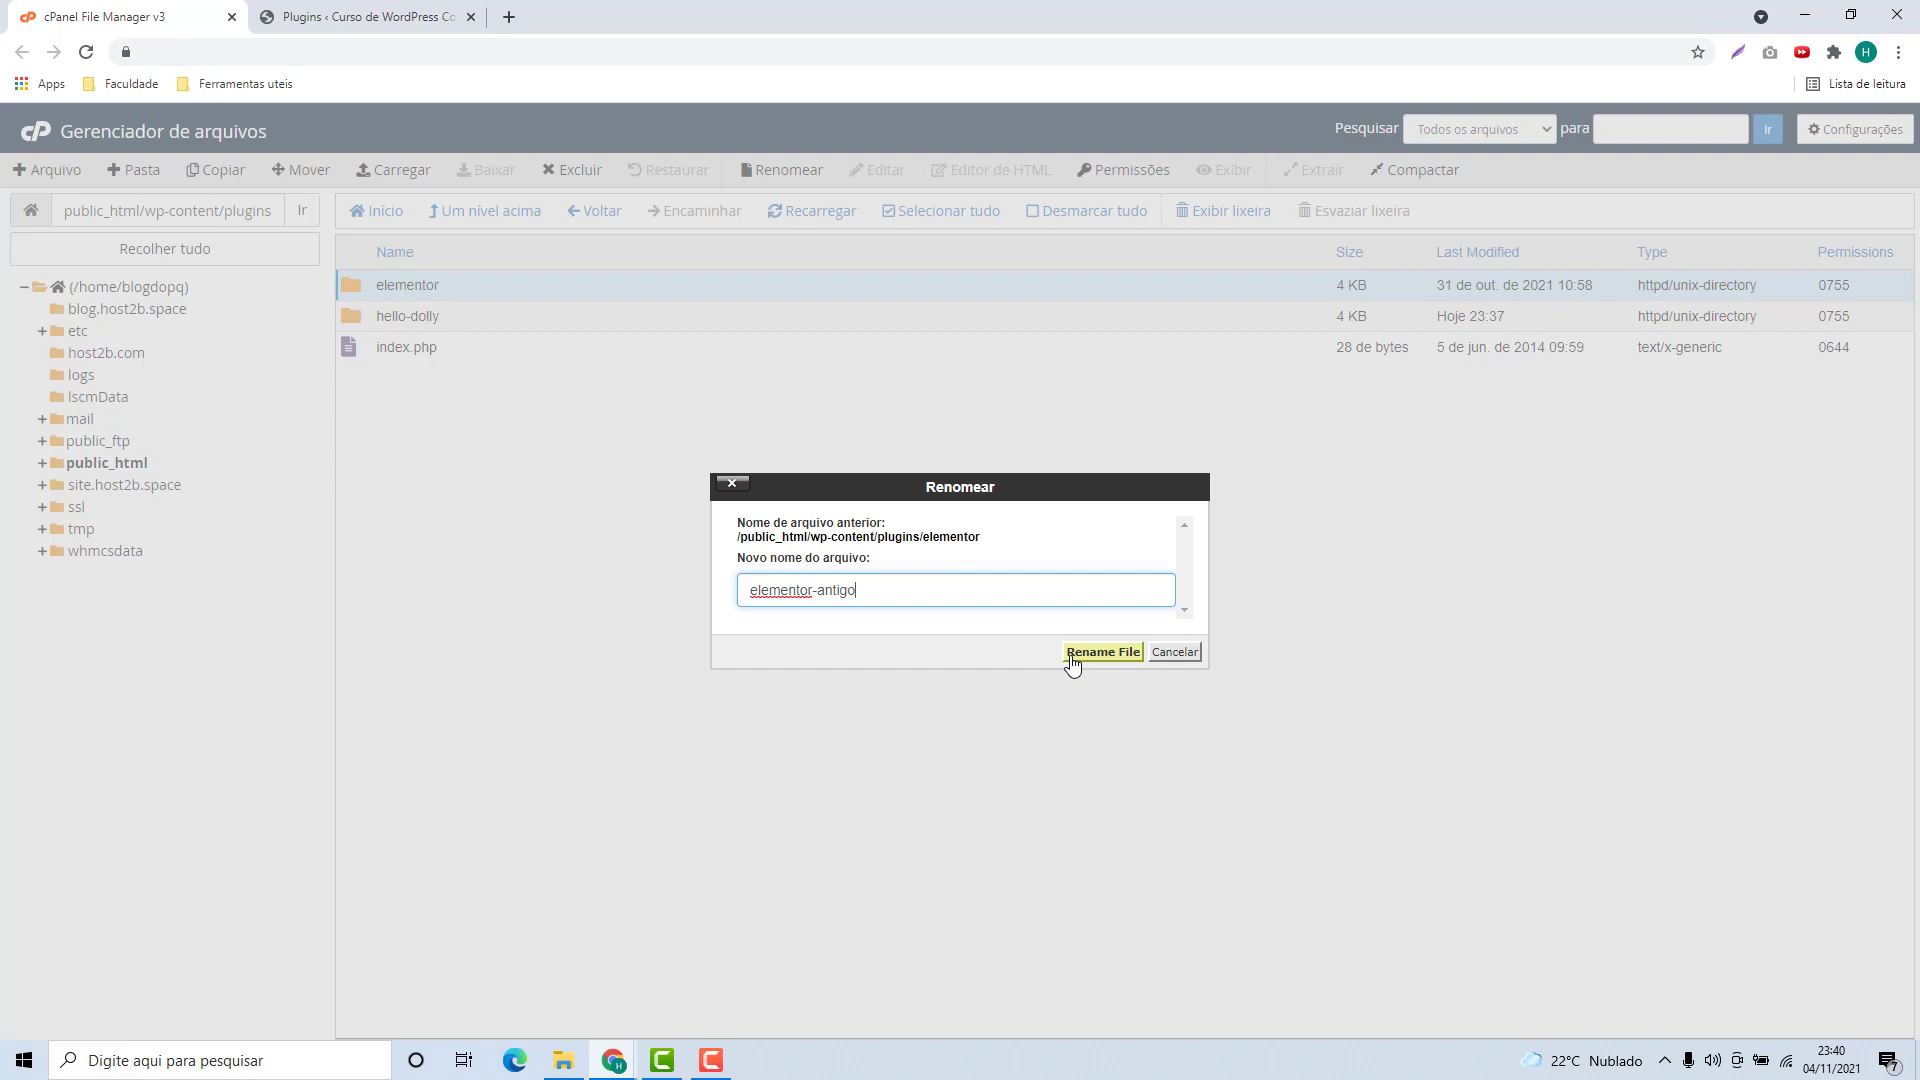 cPanel File Manager v3
Plugins ‹ Curso de WordPress Co
H
Apps
Faculdade
Ferramentas uteis
Lista de leitura
cP Gerenciador de arquivos
Pesquisar
Todos os arquivos
para
Ir
Configurações
Arquivo
Pasta
Copiar
Mover
Carregar
Baixar
Excluir
Restaurar
Renomear
Editar
Editor de HTML
Permissões
Exibir
Extrair
Compactar
public_html/wp-content/plugins
Ir
Início
Um nível acima
Voltar
Encaminhar
Recarregar
Selecionar tudo
Desmarcar tudo
Exibir lixeira
Esvaziar lixeira
Recolher tudo
(/home/blogdopq)
blog.host2b.space
etc
host2b.com
logs
lscmData
mail
public_ftp
public_html
site.host2b.space
ssl
tmp
whmcsdata
Name Size Last Modified Type Permissions
elementor 4 KB 31 de out. de 2021 10:58 httpd/unix-directory 0755
hello-dolly 4 KB Hoje 23:37 httpd/unix-directory 0755
index.php 28 de bytes 5 de jun. de 2014 09:59 text/x-generic 0644
Renomear
Nome de arquivo anterior:
/public_html/wp-content/plugins/elementor
Novo nome do arquivo:
elementor-antigo
Rename File
Cancelar
Digite aqui para pesquisar
H
22°C Nublado
23:40
04/11/2021
7